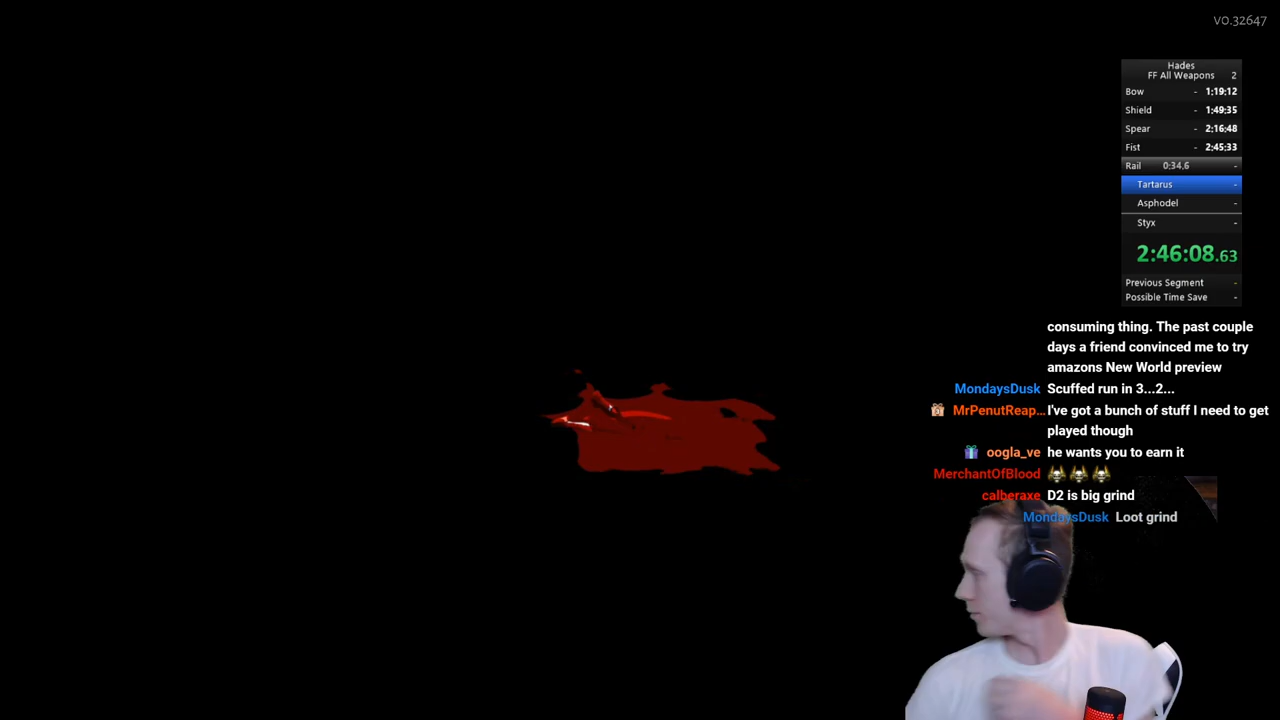 V0.32647
Hades
FF All Weapons 2
Bow - 1:19:12
Shield - 1:49:35
Spear - 2:16:48
Fist - 2:45:33
Rail 0:34.6 -
Tartarus -
Asphodel -
Styx -
2:46:08.63
Previous Segment -
Possible Time Save -
consuming thing. The past couple
days a friend convinced me to try
amazons New World preview
MondaysDusk Scuffed run in 3...2...
MrPenutReap... I've got a bunch of stuff I need to get
played though
oogla_ve he wants you to earn it
MerchantOfBlood
calberaxe D2 is big grind
MondaysDusk Loot grind